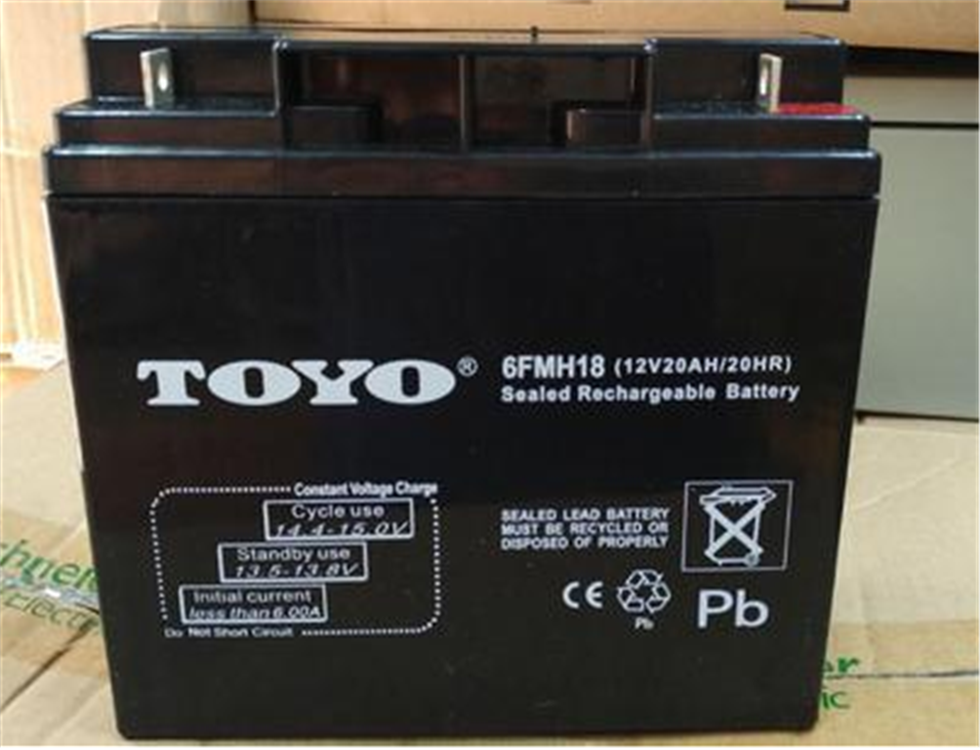 TOYO®
6FMH18 (12V20AH/20HR)
Sealed Rechargeable Battery
Constant Voltage Charge
Cycle use
14.4-15.0V
Standby use
13.5-13.8V
Initial current
less than 6.00A
Do Not Short Circuit
SEALED LEAD BATTERY
MUST BE RECYCLED OR
DISPOSED OF PROPERLY
CE
Pb
Pb